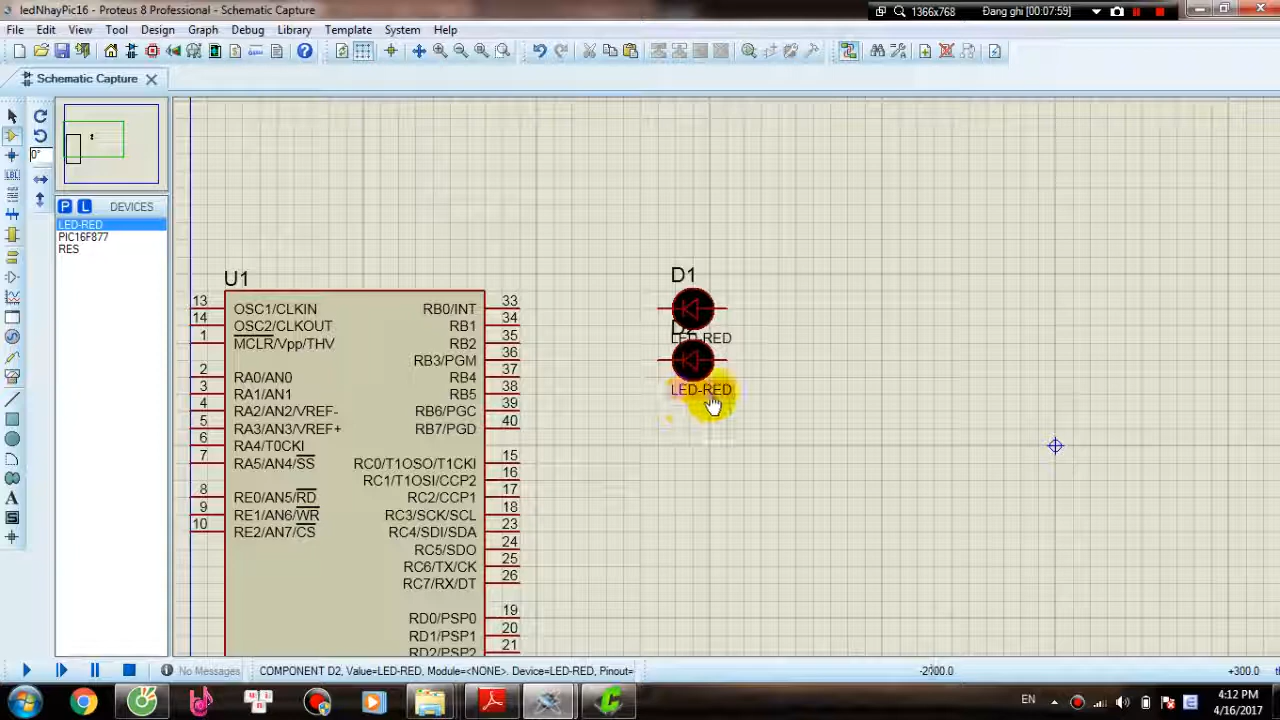 ledNhayPic16 - Proteus 8 Professional - Schematic Capture
1366x768
Đang ghi [00:07:59]
File Edit View Tool Design Graph Debug Library Template System Help
Schematic Capture
0°
LBL
P L DEVICES
LED-RED
PIC16F877
RES
A
U1
13 OSC1/CLKIN RB0/INT 33
14 OSC2/CLKOUT RB1 34
1 MCLR/Vpp/THV RB2 35
RB3/PGM 36
2 RA0/AN0 RB4 37
3 RA1/AN1 RB5 38
4 RA2/AN2/VREF- RB6/PGC 39
5 RA3/AN3/VREF+ RB7/PGD 40
6 RA4/T0CKI
7 RA5/AN4/SS RC0/T1OSO/T1CKI 15
RC1/T1OSI/CCP2 16
8 RE0/AN5/RD RC2/CCP1 17
9 RE1/AN6/WR RC3/SCK/SCL 18
10 RE2/AN7/CS RC4/SDI/SDA 23
RC5/SDO 24
RC6/TX/CK 25
RC7/RX/DT 26
RD0/PSP0 19
RD1/PSP1 20
RD2/PSP2 21
D1
LED-RED
D2
LED-RED
No Messages
COMPONENT D2, Value=LED-RED, Module=<NONE>. Device=LED-RED, Pinout=
-2900.0
+300.0
EN
4:12 PM
4/16/2017